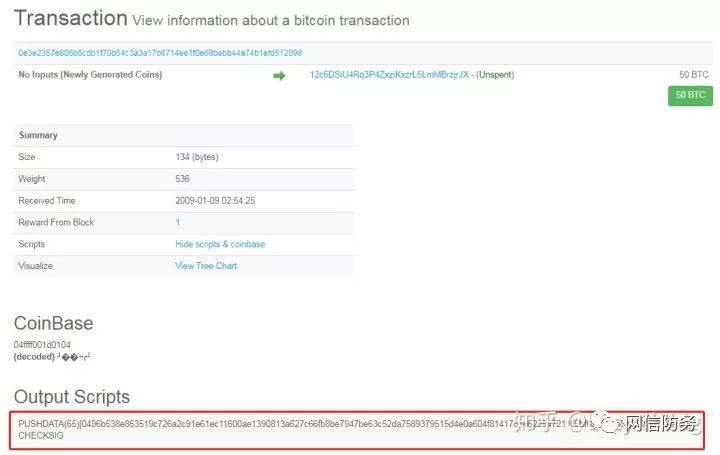 Transaction View information about a bitcoin transaction
0e3e2357e806b6cdb1f70b54c3a3a17b6714ee1f0e68bebb44a74b1efd512098
No Inputs (Newly Generated Coins) 12c6DSiU4Rq3P4ZxziKxzrL5LmMBrzjrJX - (Unspent) 50 BTC
50 BTC
Summary
Size 134 (bytes)
Weight 536
Received Time 2009-01-09 02:54:25
Reward From Block 1
Scripts Hide scripts & coinbase
Visualize View Tree Chart
CoinBase
04ffff001d0104
(decoded)
Output Scripts
PUSHDATA(65)[0496b538e853519c726a2c91e61ec11600ae1390813a627c66fb8be7947be63c52da7589379515d4e0a604f81417
CHECKSIG
知乎
网信防务